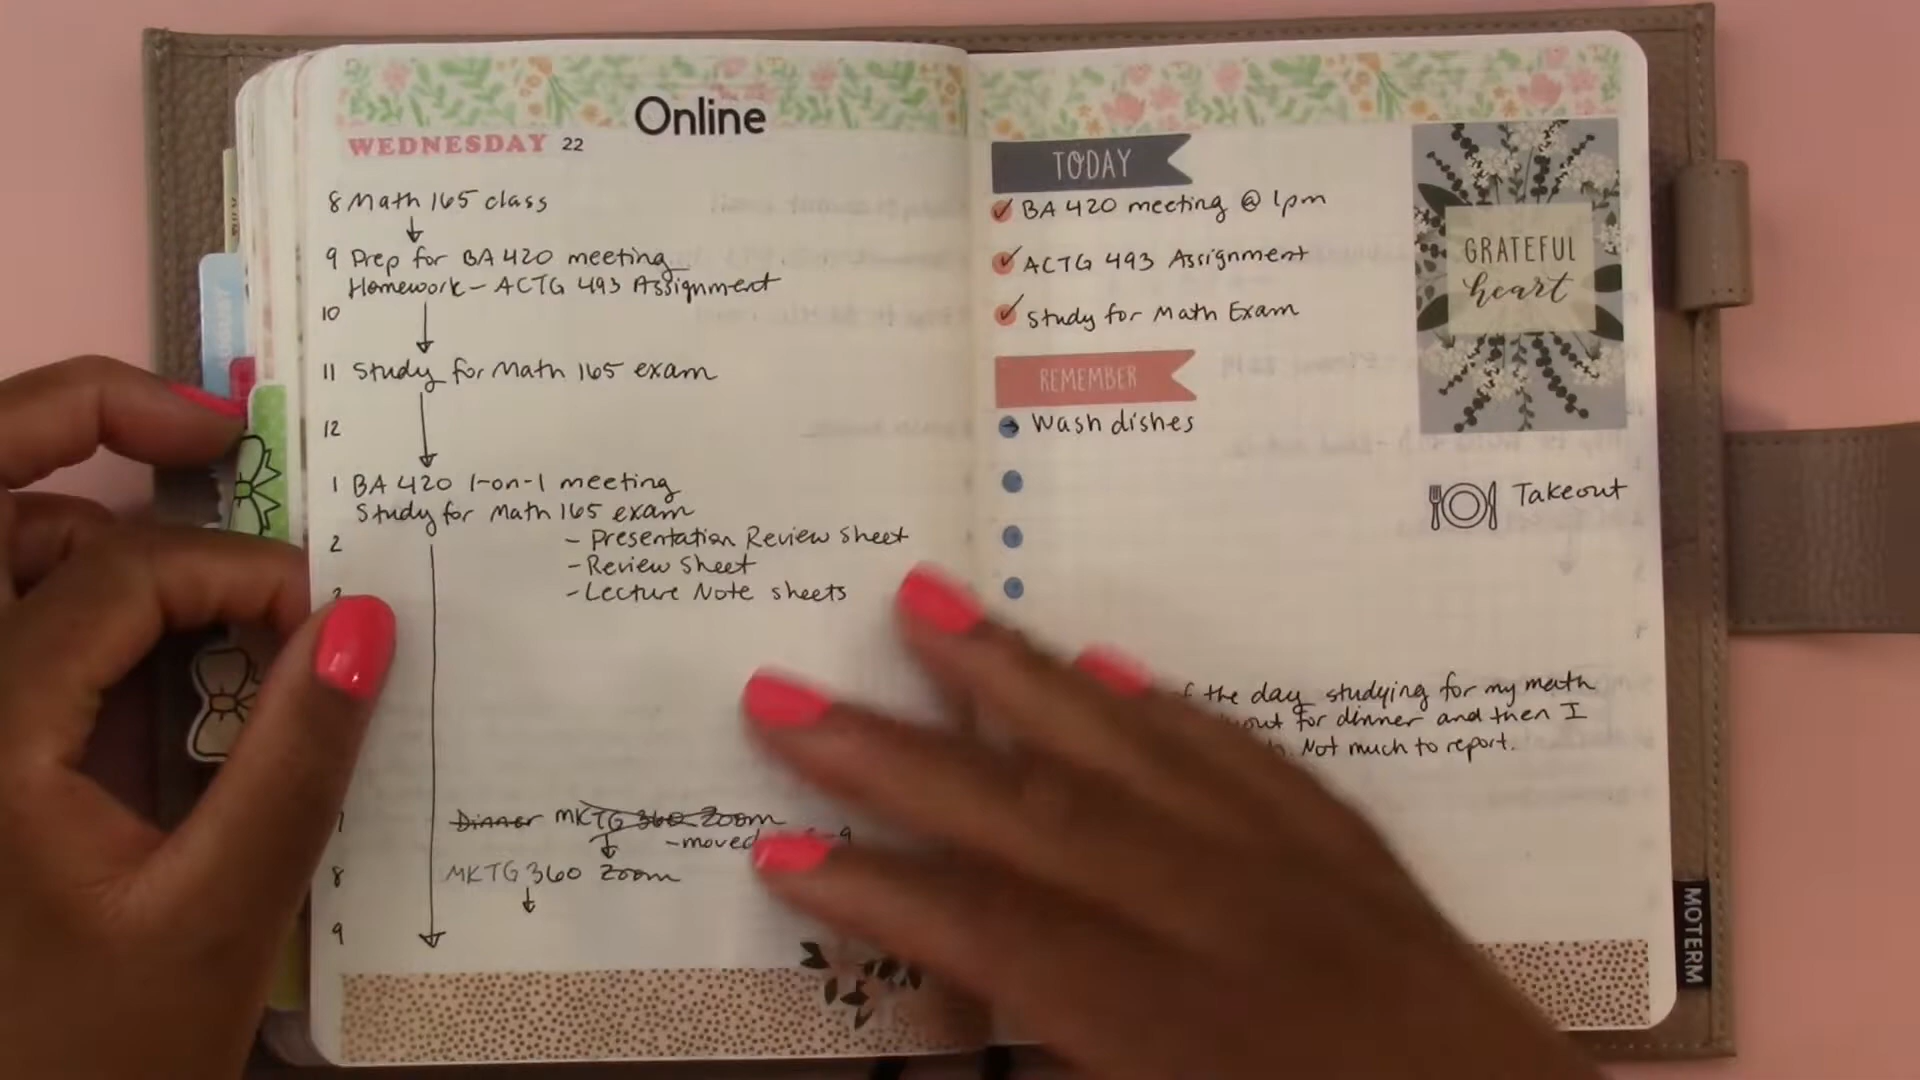 Online
WEDNESDAY 22
8 Math 165 class
9 Prep for BA 420 meeting
Homework - ACTG 493 Assignment
10
11 Study for Math 165 exam
12
1 BA 420 1-on-1 meeting
Study for Math 165 exam
2 - Presentation Review Sheet
- Review Sheet
- Lecture Note sheets
Dinner MKTG 360 Zoom
- moved
8 MKTG 360 Zoom
9
TODAY
BA 420 meeting @ 1pm
ACTG 493 Assignment
Study for Math Exam
REMEMBER
Wash dishes
GRATEFUL
heart
Takeout
the day studying for my math
for dinner and then I
Not much to report.
MOTERM